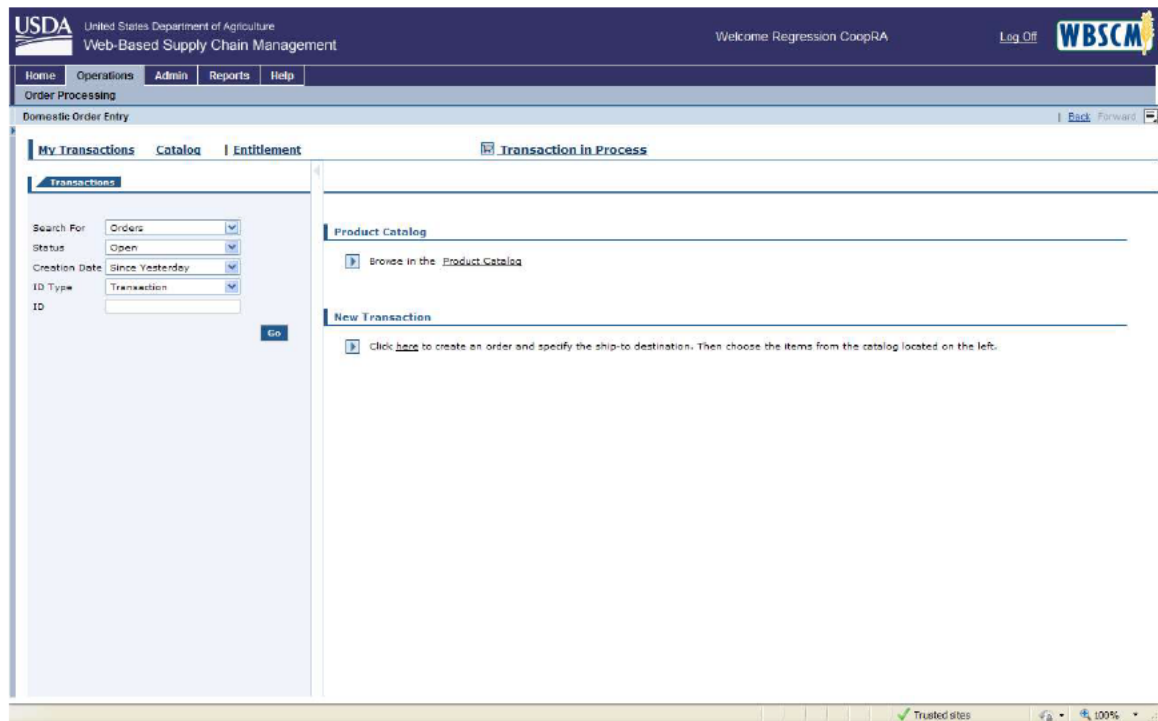 USDA United States Department of Agriculture
Web-Based Supply Chain Management
Welcome Regression CoopRA
Log Off
WBSCM
Home Operations Admin Reports Help
Order Processing
Domestic Order Entry
| Back Forward
My Transactions Catalog | Entitlement
Transaction in Process
Transactions
Search For Orders
Status Open
Creation Date Since Yesterday
ID Type Transaction
ID
Go
Product Catalog
Browse in the Product Catalog
New Transaction
Click here to create an order and specify the ship-to destination. Then choose the items from the catalog located on the left.
Trusted sites
100%